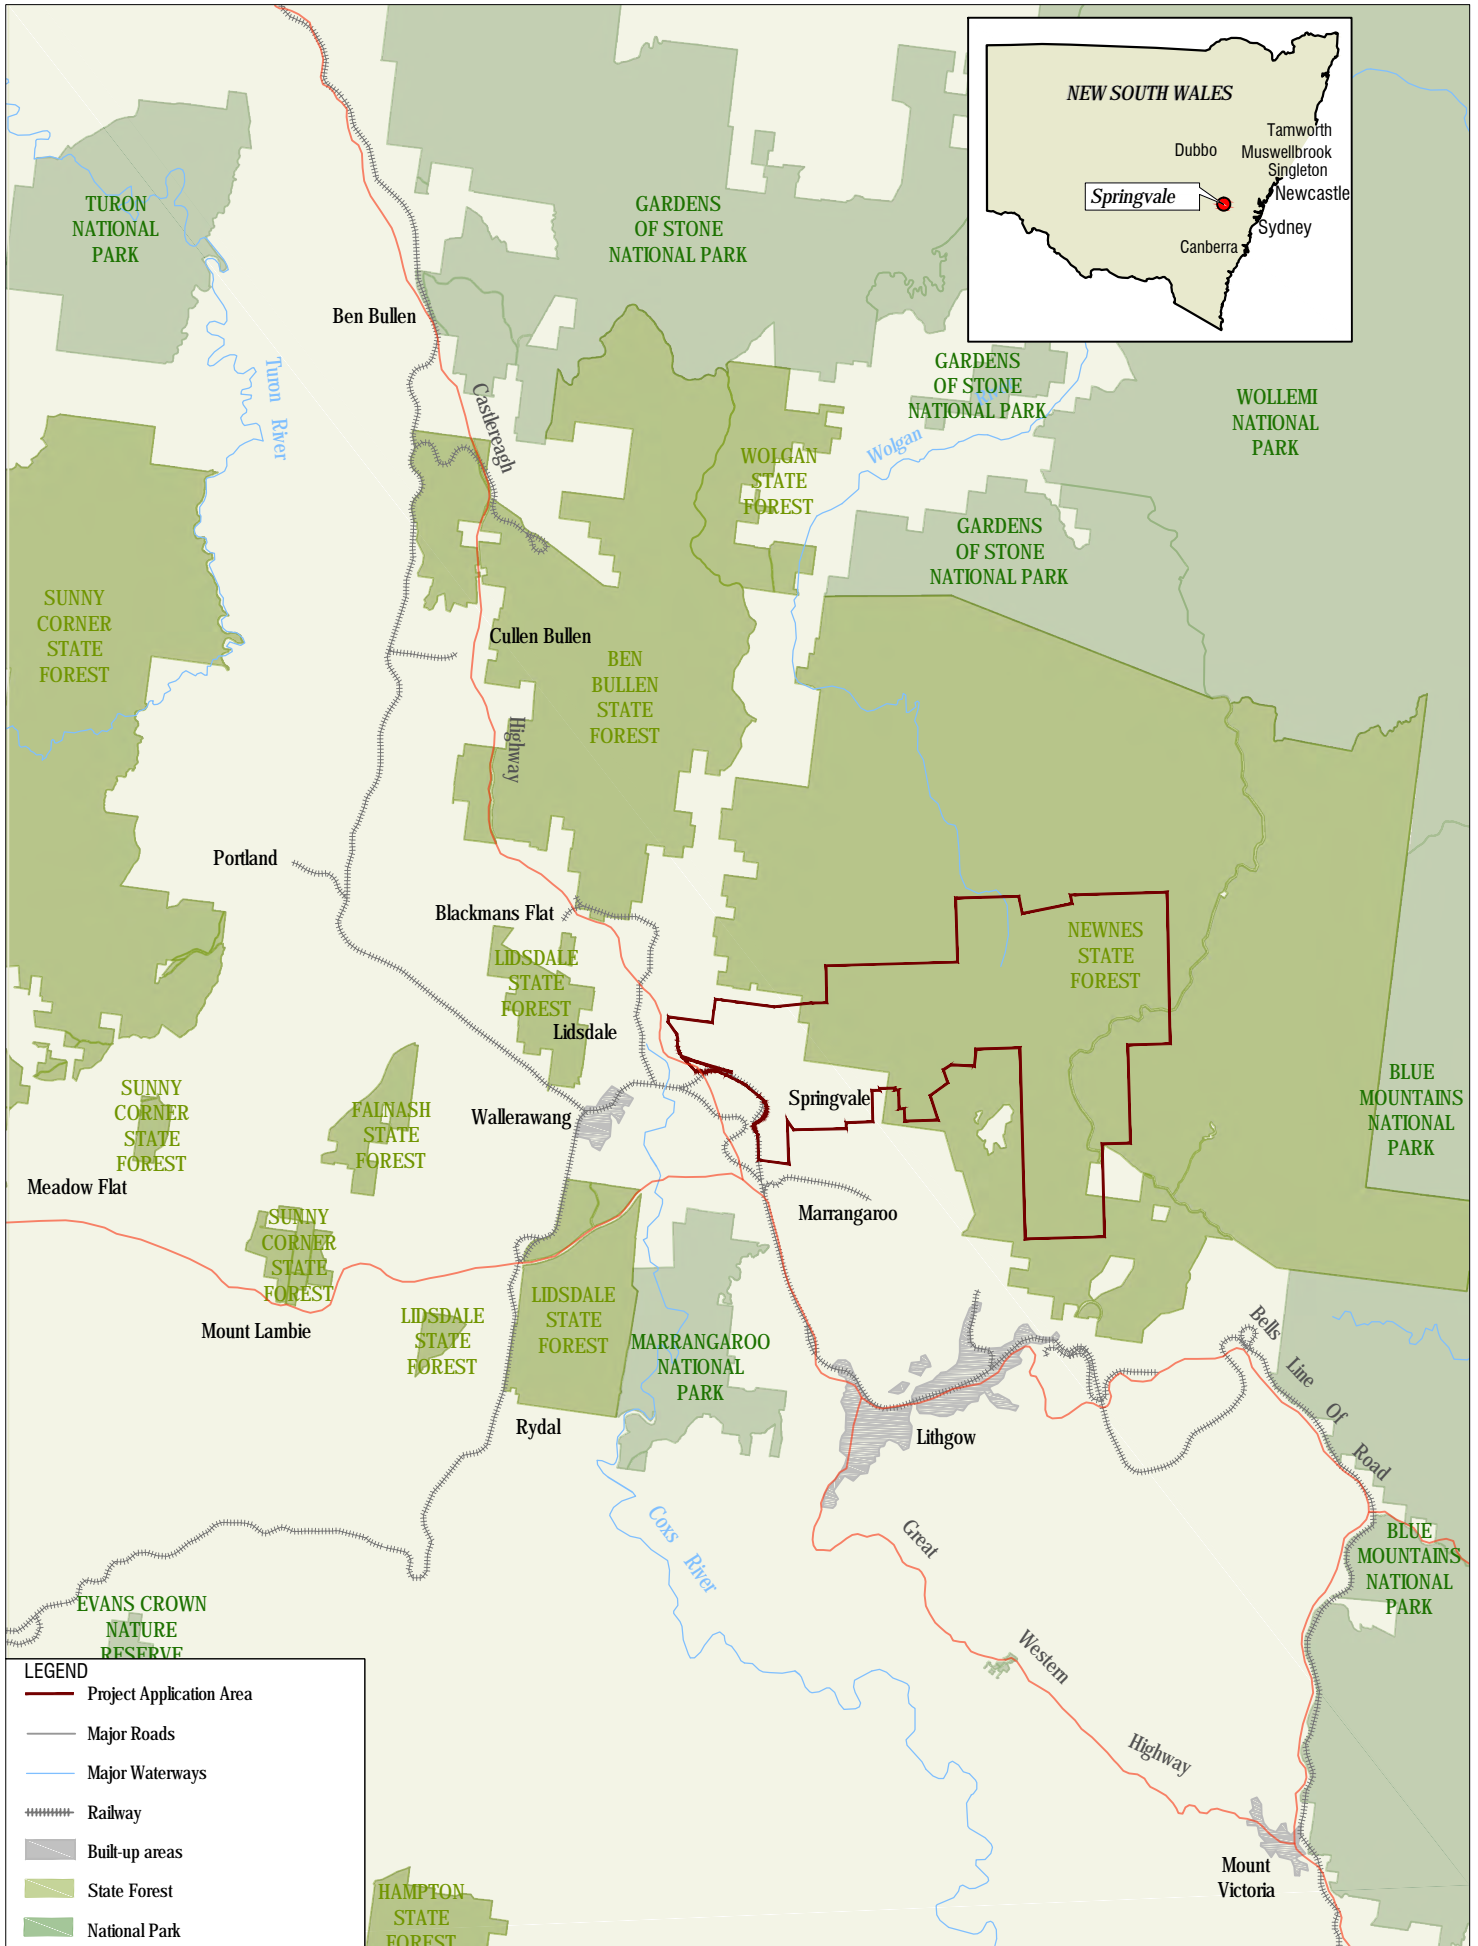 NEW SOUTH WALES
Tamworth
Dubbo
Muswellbrook
Singleton
Springvale
Newcastle
Sydney
Canberra
TURON
NATIONAL
PARK
GARDENS
OF STONE
NATIONAL PARK
Ben Bullen
Turon River
Castlereagh
GARDENS
OF STONE
NATIONAL PARK
Wolgan River
WOLLEMI
NATIONAL
PARK
WOLGAN
STATE
FOREST
GARDENS
OF STONE
NATIONAL PARK
SUNNY
CORNER
STATE
FOREST
Cullen Bullen
BEN
BULLEN
STATE
FOREST
Highway
Portland
Blackmans Flat
LIDSDALE
STATE
FOREST
Lidsdale
NEWNES
STATE
FOREST
SUNNY
CORNER
STATE
FOREST
FALNASH
STATE
FOREST
Wallerawang
Springvale
BLUE
MOUNTAINS
NATIONAL
PARK
Meadow Flat
SUNNY
CORNER
STATE
FOREST
Marrangaroo
Mount Lambie
LIDSDALE
STATE
FOREST
LIDSDALE
STATE
FOREST
MARRANGAROO
NATIONAL
PARK
Bells
Line
Of
Road
Rydal
Lithgow
Coxs River
Great
Western
Highway
BLUE
MOUNTAINS
NATIONAL
PARK
EVANS CROWN
NATURE
RESERVE
Mount
Victoria
HAMPTON
STATE
FOREST
LEGEND
Project Application Area
Major Roads
Major Waterways
Railway
Built-up areas
State Forest
National Park